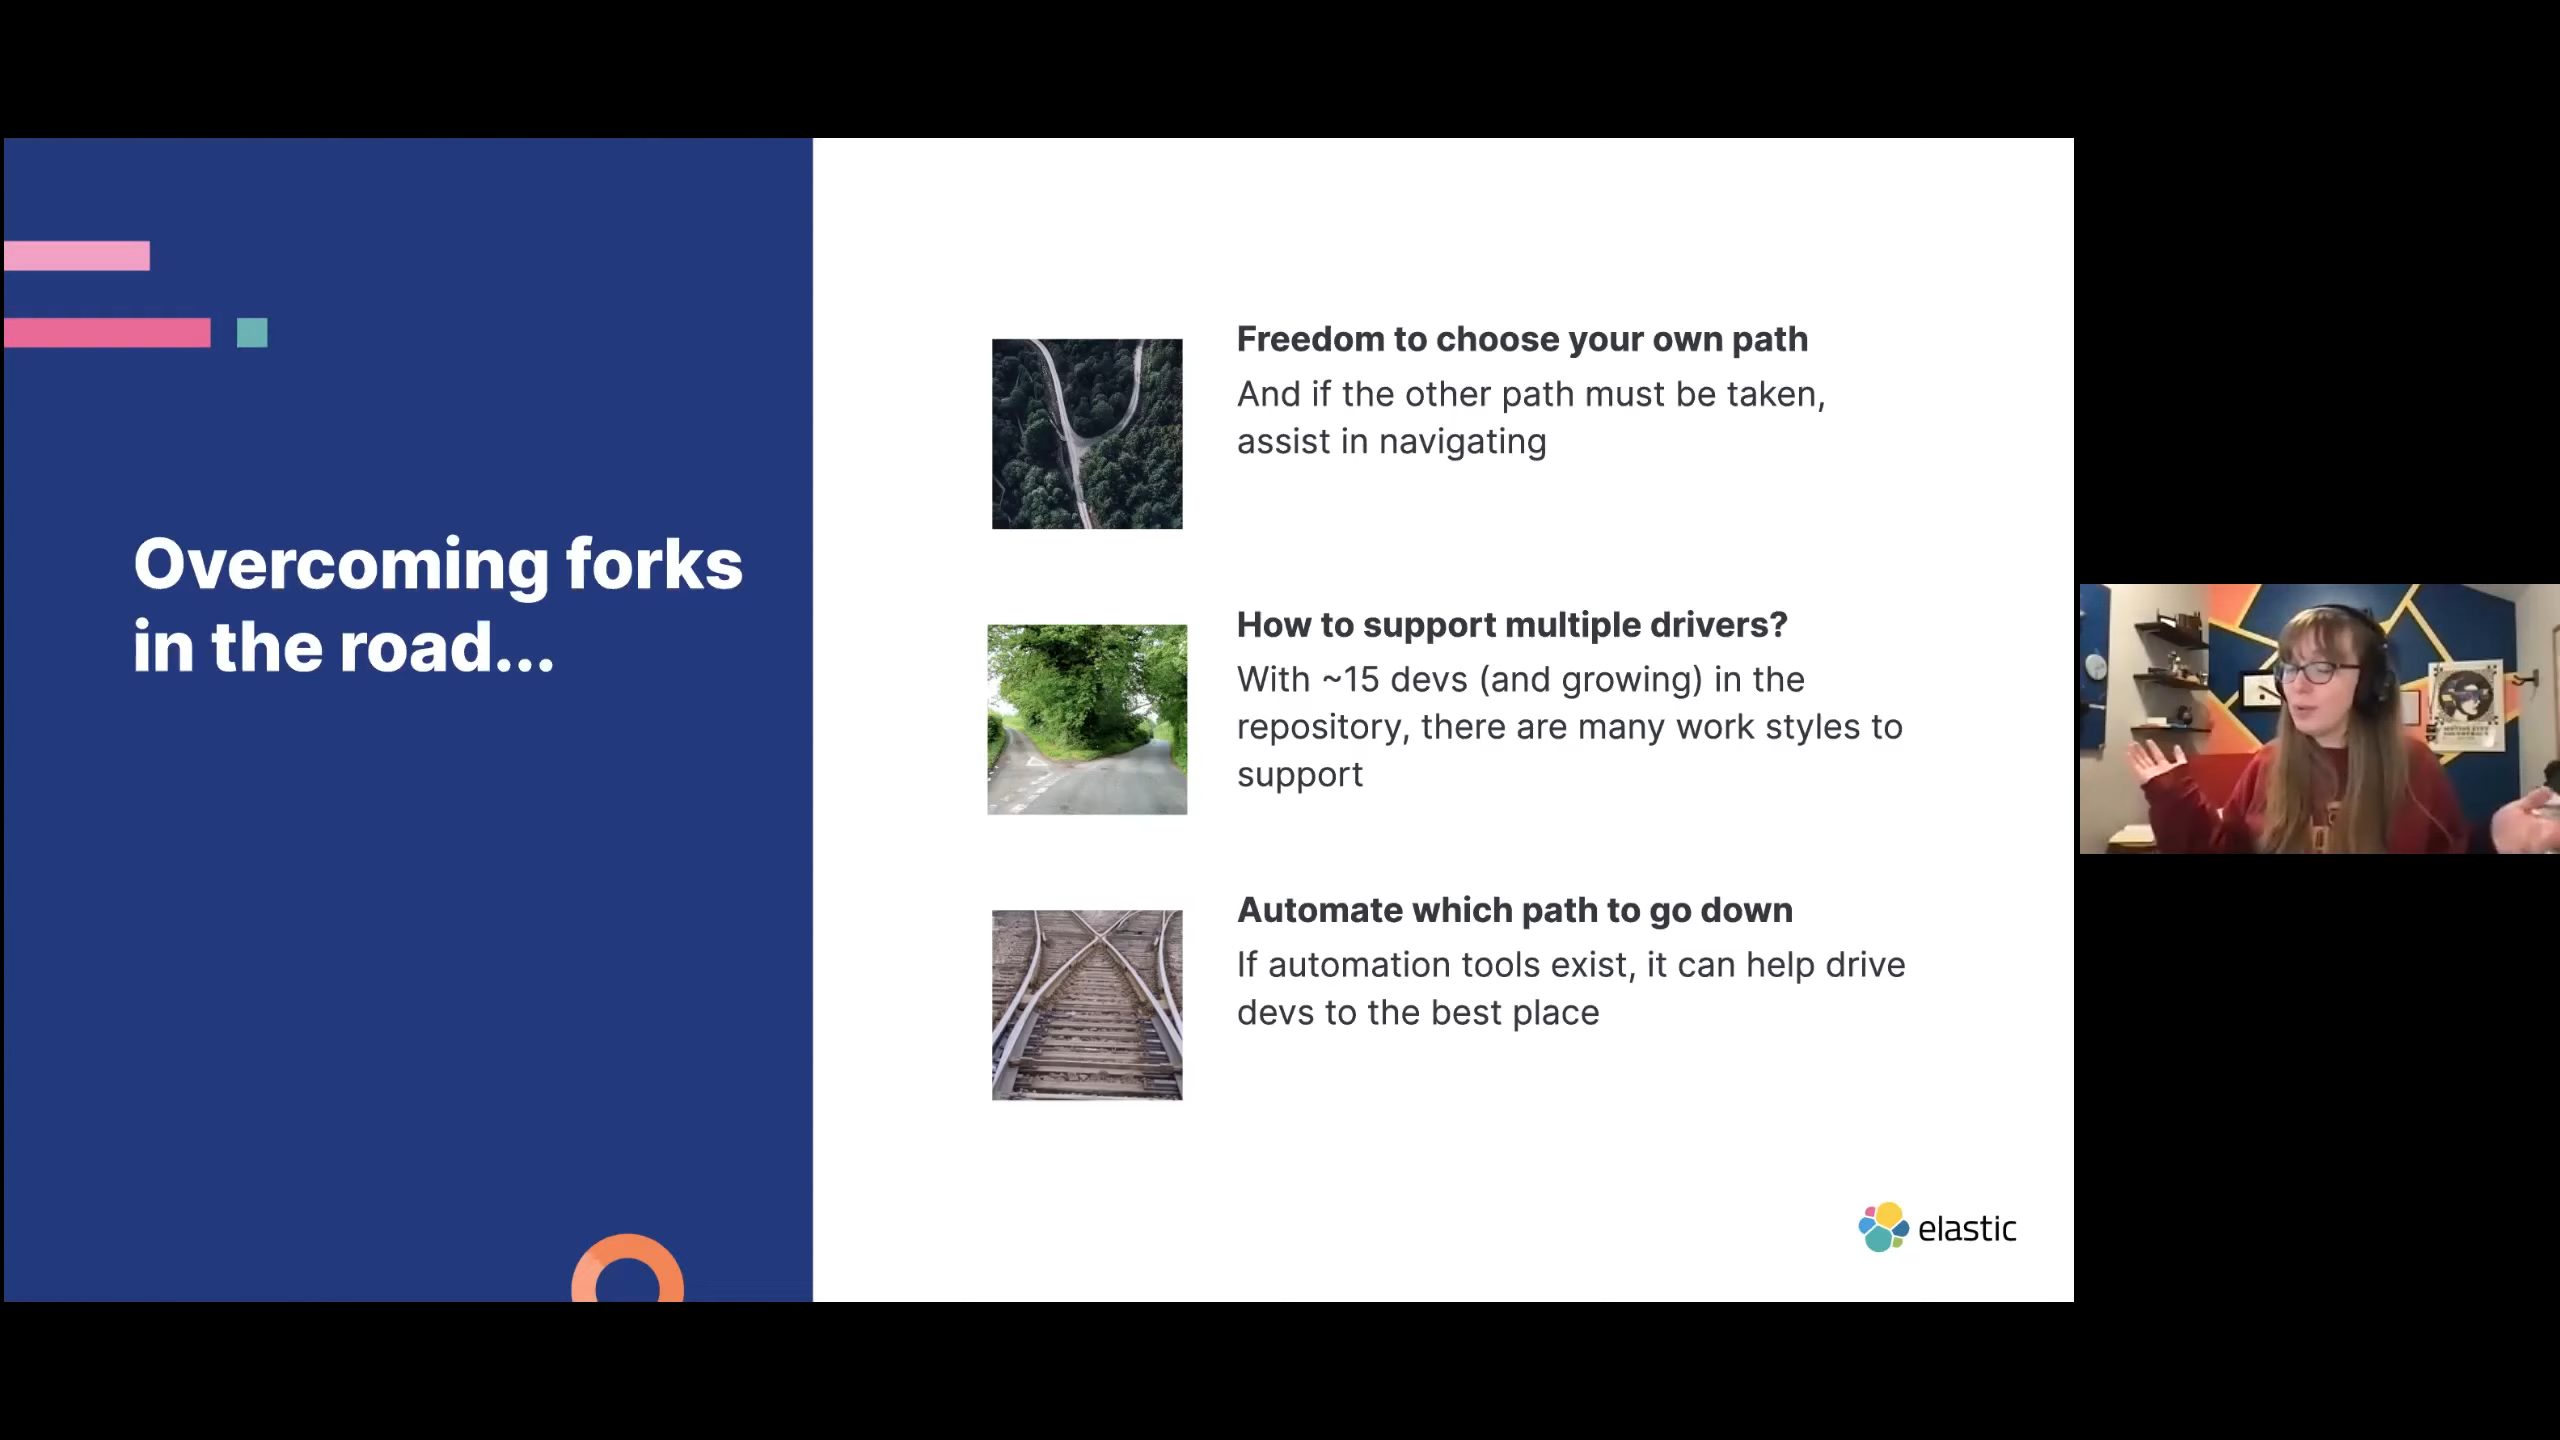 Overcoming forks
in the road...
Freedom to choose your own path
And if the other path must be taken,
assist in navigating
How to support multiple drivers?
With ~15 devs (and growing) in the
repository, there are many work styles to
support
Automate which path to go down
If automation tools exist, it can help drive
devs to the best place
elastic